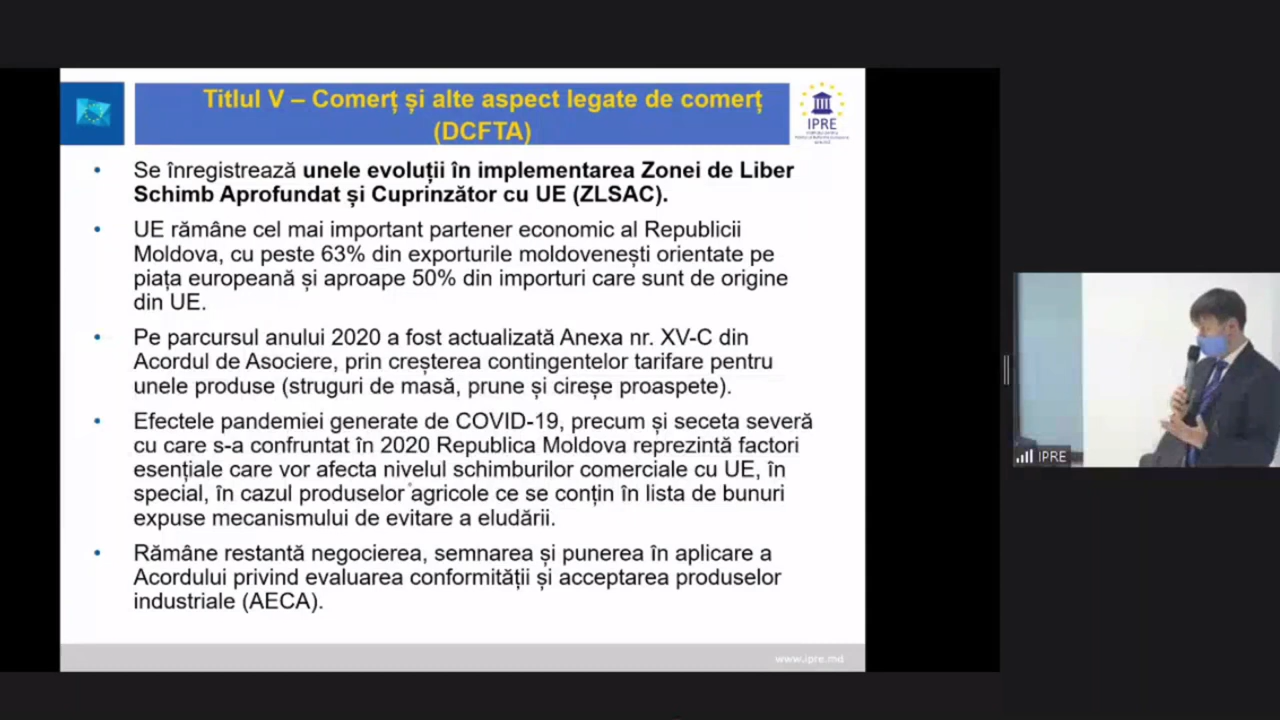 Titlul V – Comerț și alte aspect legate de comerț
(DCFTA)
IPRE
• Se înregistrează unele evoluții în implementarea Zonei de Liber
Schimb Aprofundat și Cuprinzător cu UE (ZLSAC).
• UE rămâne cel mai important partener economic al Republicii
Moldova, cu peste 63% din exporturile moldovenești orientate pe
piața europeană și aproape 50% din importuri care sunt de origine
din UE.
• Pe parcursul anului 2020 a fost actualizată Anexa nr. XV-C din
Acordul de Asociere, prin creșterea contingentelor tarifare pentru
unele produse (struguri de masă, prune și cireșe proaspete).
• Efectele pandemiei generate de COVID-19, precum și seceta severă
cu care s-a confruntat în 2020 Republica Moldova reprezintă factori
esențiale care vor afecta nivelul schimburilor comerciale cu UE, în
special, în cazul produselor agricole ce se conțin în lista de bunuri
expuse mecanismului de evitare a eludării.
• Rămâne restantă negocierea, semnarea și punerea în aplicare a
Acordului privind evaluarea conformității și acceptarea produselor
industriale (AECA).
www.ipre.md
IPRE